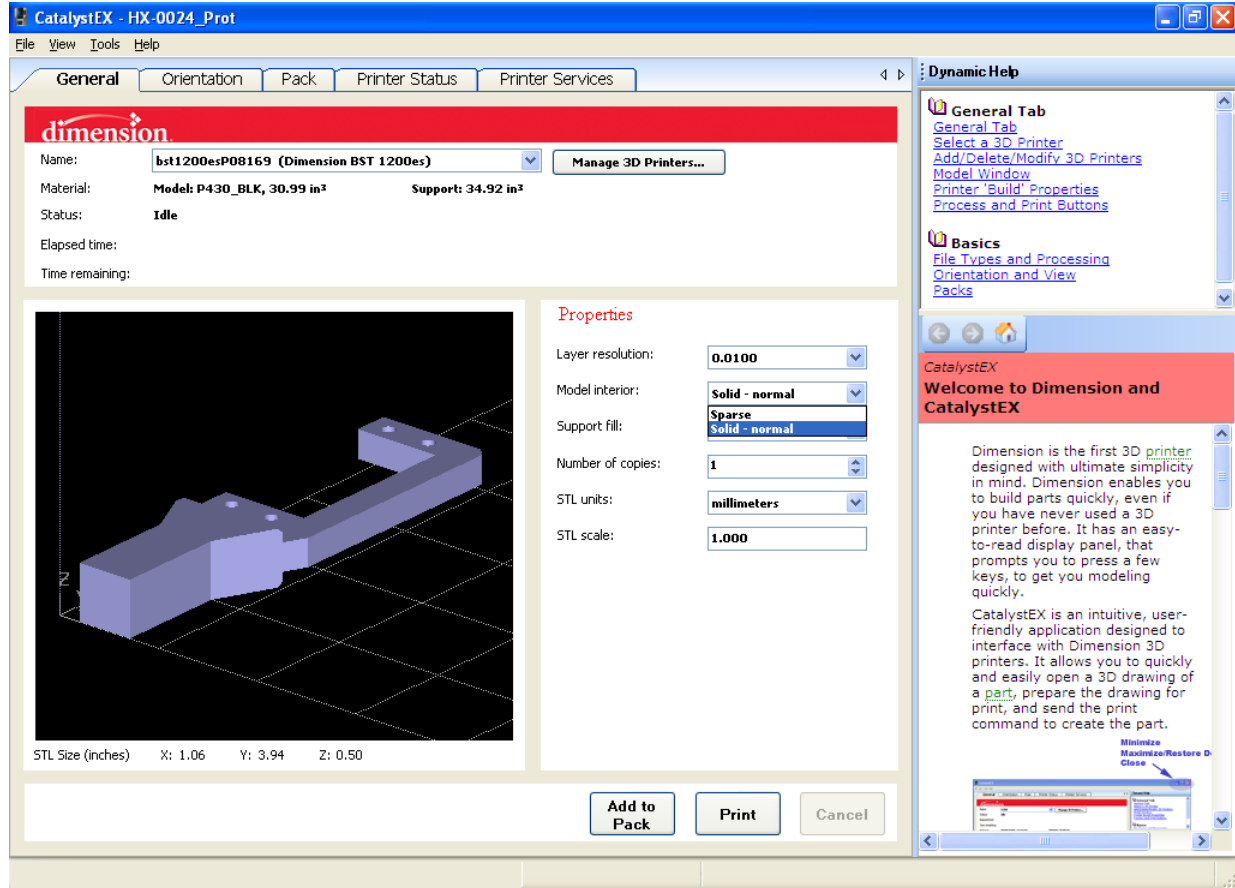 CatalystEX - HX-0024_Prot
File View Tools Help
General Orientation Pack Printer Status Printer Services
dimension.
Name: bst1200esP08169 (Dimension BST 1200es) Manage 3D Printers...
Material: Model: P430_BLK, 30.99 in³ Support: 34.92 in³
Status: Idle
Elapsed time:
Time remaining:
Z
STL Size (inches) X: 1.06 Y: 3.94 Z: 0.50
Properties
Layer resolution: 0.0100
Model interior: Solid - normal
Sparse
Solid - normal
Support fill:
Number of copies: 1
STL units: millimeters
STL scale: 1.000
Add to
Pack
Print
Cancel
Dynamic Help
General Tab
General Tab
Select a 3D Printer
Add/Delete/Modify 3D Printers
Model Window
Printer 'Build' Properties
Process and Print Buttons
Basics
File Types and Processing
Orientation and View
Packs
CatalystEX
Welcome to Dimension and
CatalystEX
Dimension is the first 3D printer
designed with ultimate simplicity
in mind. Dimension enables you
to build parts quickly, even if
you have never used a 3D
printer before. It has an easy-
to-read display panel, that
prompts you to press a few
keys, to get you modeling
quickly.
CatalystEX is an intuitive, user-
friendly application designed to
interface with Dimension 3D
printers. It allows you to quickly
and easily open a 3D drawing of
a part, prepare the drawing for
print, and send the print
command to create the part.
Minimize
Maximize/Restore D
Close